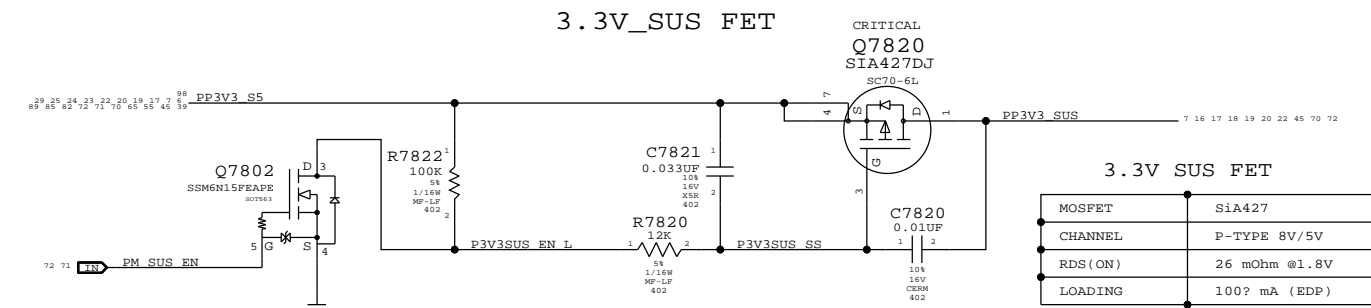 3.3V_SUS FET
CRITICAL
Q7820
SIA427DJ
SC70-6L
29 25 24 23 22 20 19 17 7 6 98
89 85 82 72 71 70 65 55 45 39
PP3V3_S5
7
4
S
D
1
G
3
PP3V3_SUS
7 16 17 18 19 20 22 45 70 72
Q7802
SSM6N15FEAPE
SOT563
D 3
5 G
S 4
R7822
100K
5%
1/16W
MF-LF
402
1
2
C7821
0.033UF
10%
16V
X5R
402
1
2
R7820
12K
5%
1/16W
MF-LF
402
1
2
P3V3SUS_EN_L
P3V3SUS_SS
C7820
0.01UF
1
2
10%
16V
CERM
402
72 71
IN
PM_SUS_EN
3.3V SUS FET
MOSFET SiA427
CHANNEL P-TYPE 8V/5V
RDS(ON) 26 mOhm @1.8V
LOADING 100? mA (EDP)